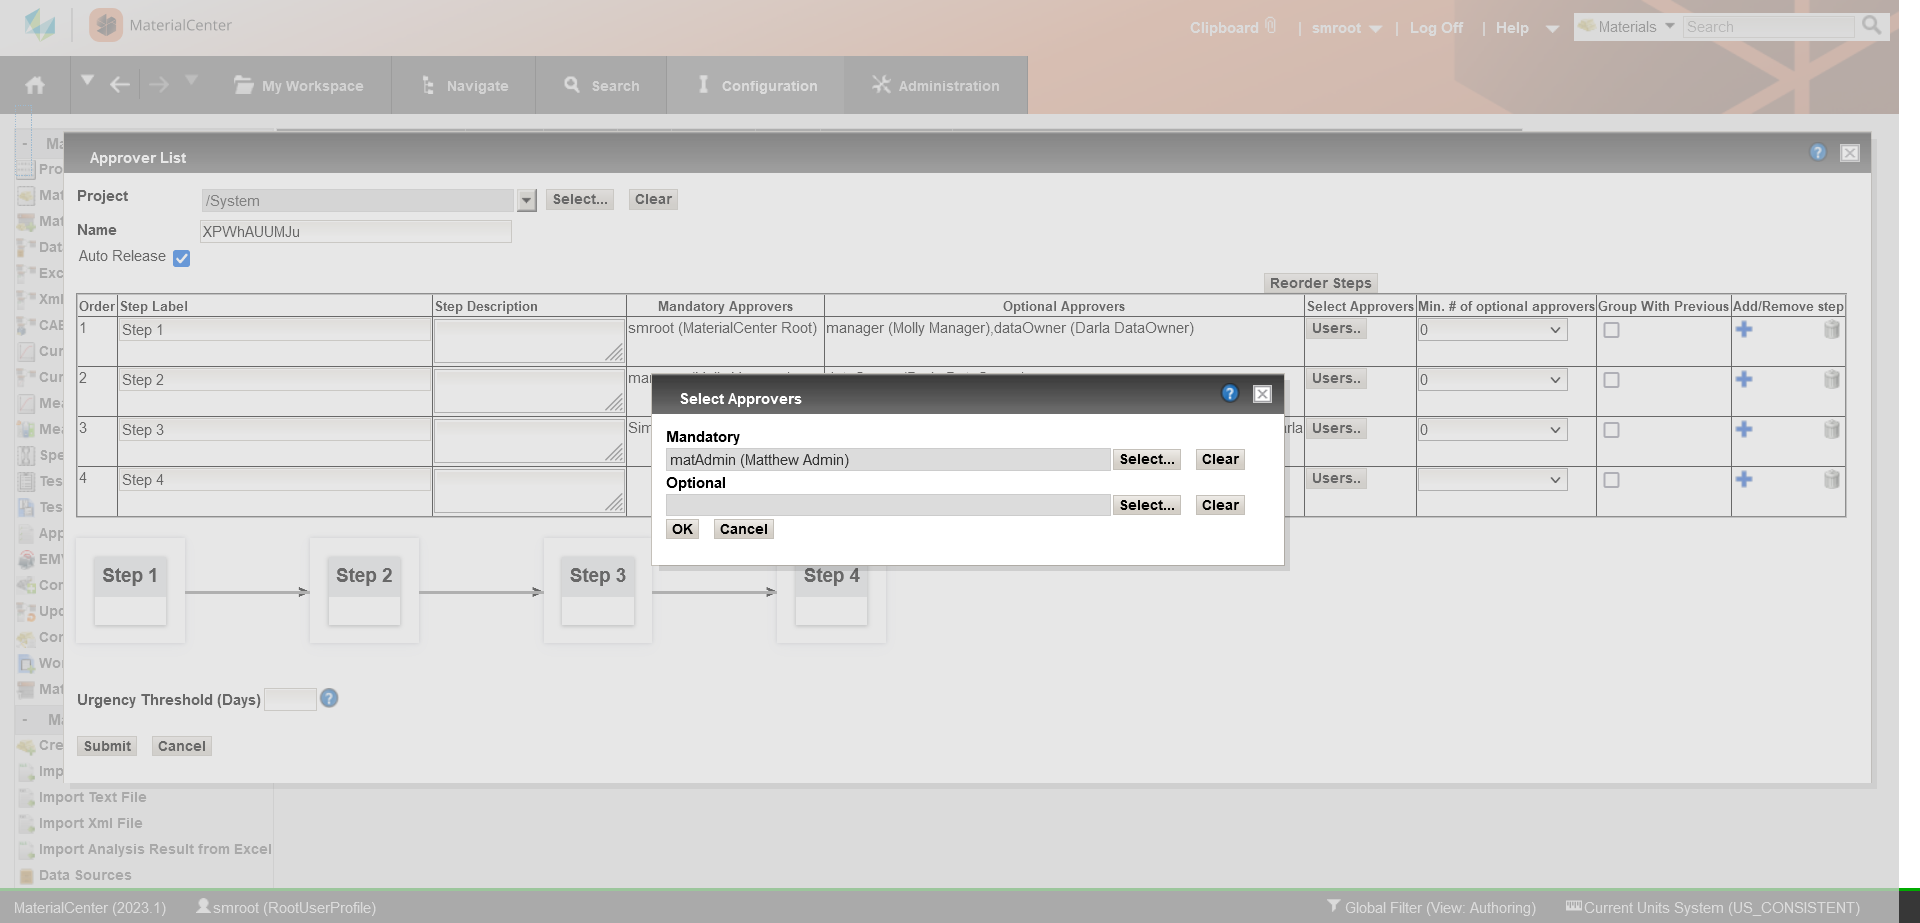 MaterialCenter
Clipboard | smroot | Log Off | Help Materials Search
My Workspace Navigate Search Configuration Administration
- Ma
Approver List
Pro
Project /System Select... Clear
Mat
Mat
Name XPWhAUUMJu
Dat
Auto Release
Exc
Reorder Steps
Xml
Order Step Label Step Description Mandatory Approvers Optional Approvers Select Approvers Min. # of optional approvers Group With Previous Add/Remove step
1 Step 1 smroot (MaterialCenter Root) manager (Molly Manager),dataOwner (Darla DataOwner) Users.. 0
CAE
Cur
2 Step 2 ma Users.. 0
Cur
Select Approvers
Mea
3 Step 3 Sim arla Users.. 0
Mea
Mandatory
Spe
matAdmin (Matthew Admin) Select... Clear
4 Step 4 Users..
Tes
Optional
Tes
Select... Clear
App
OK Cancel
EM
Step 1 Step 2 Step 3 Step 4
Cor
Upd
Cor
Wor
Mat
Urgency Threshold (Days)
- M
Cre
Submit Cancel
Imp
Import Text File
Import Xml File
Import Analysis Result from Excel
Data Sources
MaterialCenter (2023.1) smroot (RootUserProfile) Global Filter (View: Authoring) Current Units System (US_CONSISTENT)